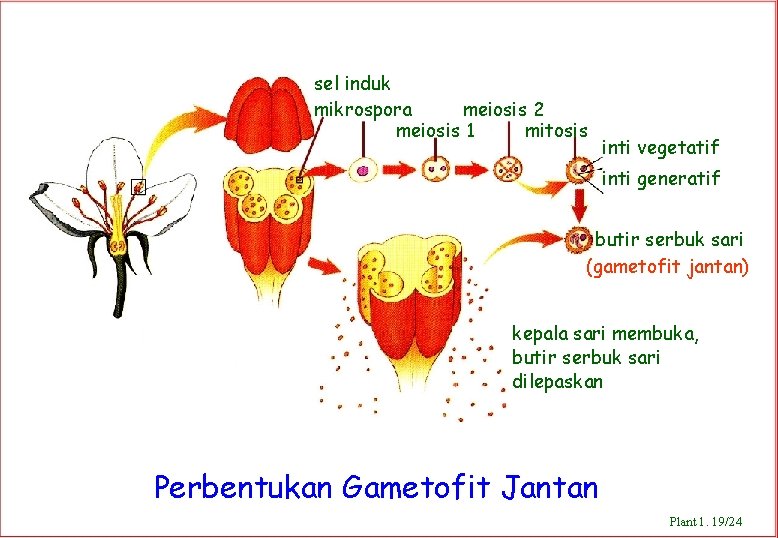 sel induk
mikrospora
meiosis 1
meiosis 2
mitosis
inti vegetatif
inti generatif
butir serbuk sari
(gametofit jantan)
kepala sari membuka,
butir serbuk sari
dilepaskan
Perbentukan Gametofit Jantan
Plant 1. 19/24